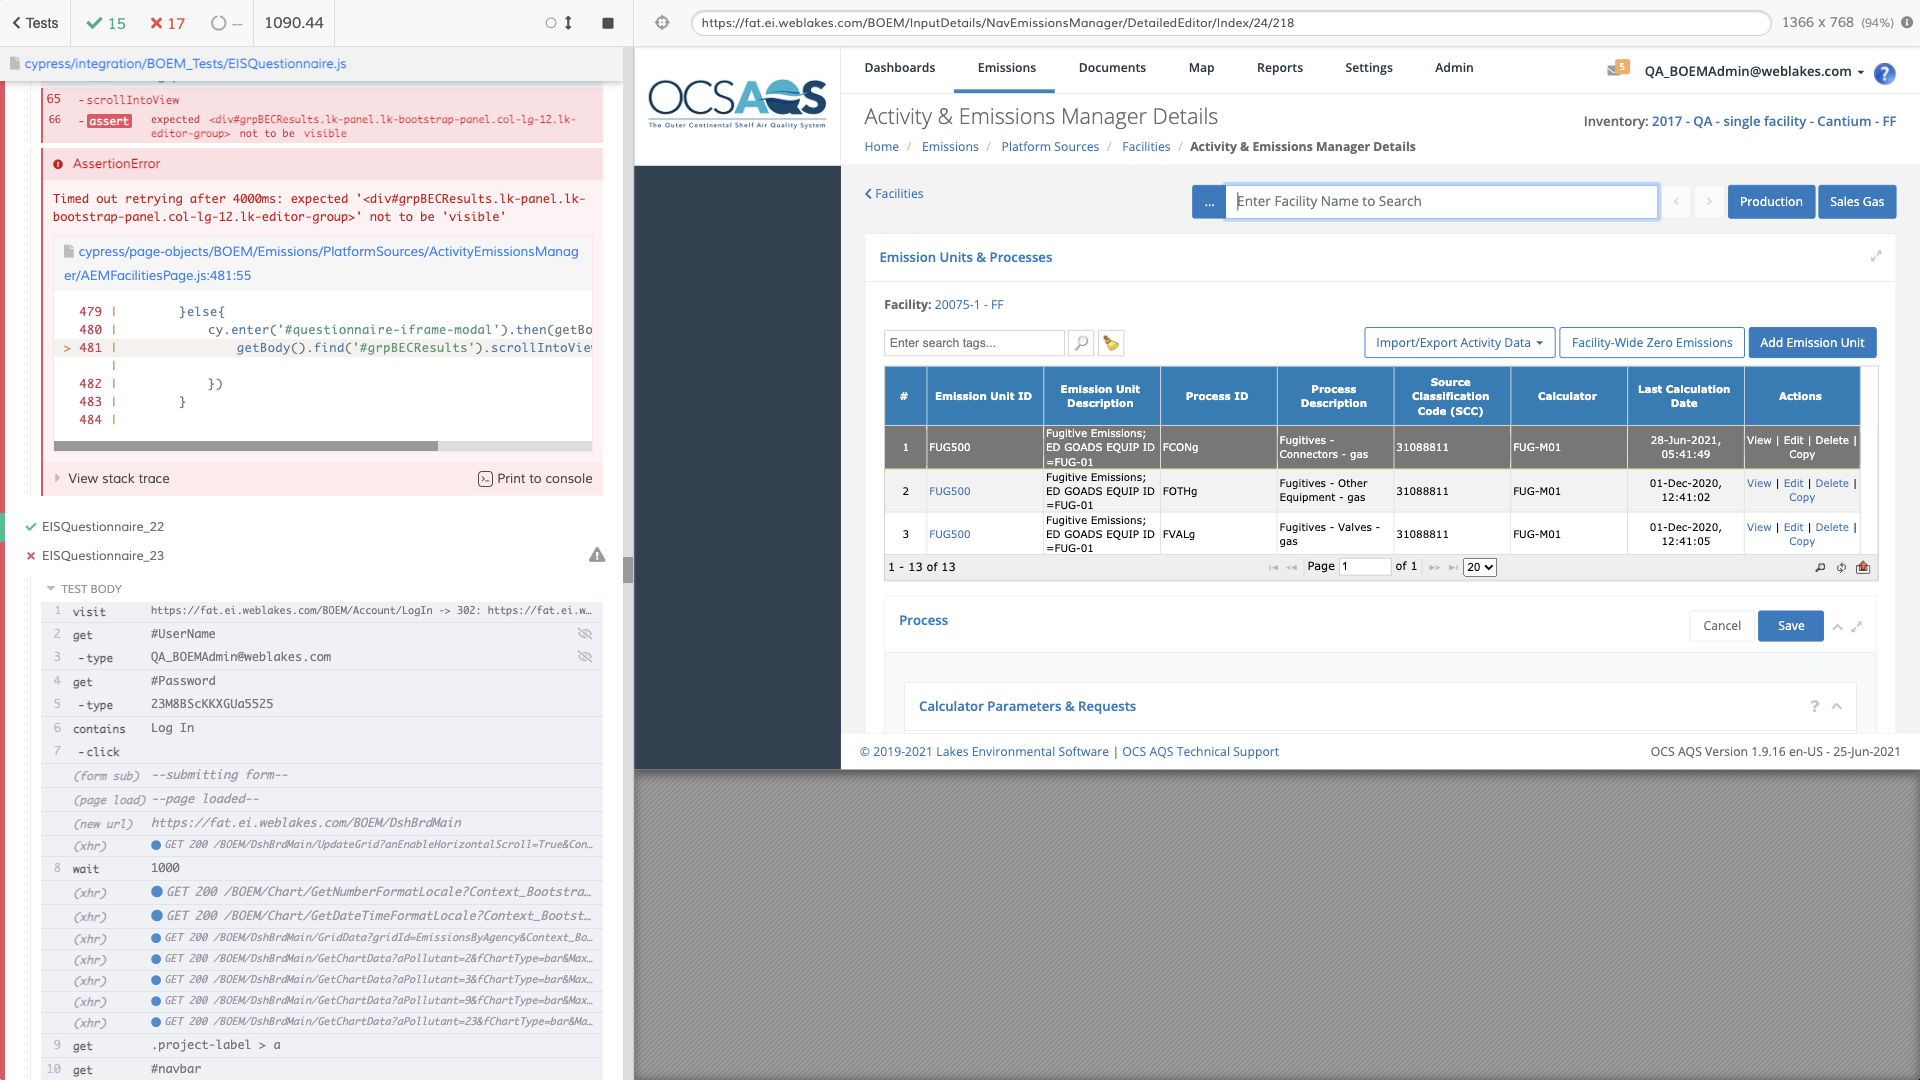 Tests
15
17
--
1090.44
https://fat.ei.weblakes.com/BOEM/InputDetails/NavEmissionsManager/DetailedEditor/Index/24/218
1366 x 768 (94%)
cypress/integration/BOEM_Tests/EISQuestionnaire.js
65 -scrollIntoView
66 -assert expected <div#grpBECResults.lk-panel.lk-bootstrap-panel.col-lg-12.lk-
editor-group> not to be visible
AssertionError
Timed out retrying after 4000ms: expected '<div#grpBECResults.lk-panel.lk-
bootstrap-panel.col-lg-12.lk-editor-group>' not to be 'visible'
cypress/page-objects/BOEM/Emissions/PlatformSources/ActivityEmissionsManag
er/AEMFacilitiesPage.js:481:55
479 | }else{
480 | cy.enter('#questionnaire-iframe-modal').then(getBo
> 481 | getBody().find('#grpBECResults').scrollIntoView
|
482 | })
483 | }
484 |
View stack trace
Print to console
EISQuestionnaire_22
EISQuestionnaire_23
TEST BODY
1 visit https://fat.ei.weblakes.com/BOEM/Account/LogIn -> 302: https://fat.ei.w…
2 get #UserName
3 -type QA_BOEMAdmin@weblakes.com
4 get #Password
5 -type 23M8BScKKXGUa5525
6 contains Log In
7 -click
(form sub) --submitting form--
(page load) --page loaded--
(new url) https://fat.ei.weblakes.com/BOEM/DshBrdMain
(xhr) GET 200 /BOEM/DshBrdMain/UpdateGrid?anEnableHorizontalScroll=True&Con…
8 wait 1000
(xhr) GET 200 /BOEM/Chart/GetNumberFormatLocale?Context_Bootstra…
(xhr) GET 200 /BOEM/Chart/GetDateTimeFormatLocale?Context_Bootst…
(xhr) GET 200 /BOEM/DshBrdMain/GridData?gridId=EmissionsByAgency&Context_Bo…
(xhr) GET 200 /BOEM/DshBrdMain/GetChartData?aPollutant=2&fChartType=bar&Max…
(xhr) GET 200 /BOEM/DshBrdMain/GetChartData?aPollutant=3&fChartType=bar&Max…
(xhr) GET 200 /BOEM/DshBrdMain/GetChartData?aPollutant=9&fChartType=bar&Max…
(xhr) GET 200 /BOEM/DshBrdMain/GetChartData?aPollutant=23&fChartType=bar&Ma…
9 get .project-label > a
10 get #navbar
OCSAQS
The Outer Continental Shelf Air Quality System
Dashboards Emissions Documents Map Reports Settings Admin
5
QA_BOEMAdmin@weblakes.com
?
Activity & Emissions Manager Details
Inventory: 2017 - QA - single facility - Cantium - FF
Home / Emissions / Platform Sources / Facilities / Activity & Emissions Manager Details
Facilities
...
Enter Facility Name to Search
Production
Sales Gas
Emission Units & Processes
Facility: 20075-1 - FF
Enter search tags...
Import/Export Activity Data
Facility-Wide Zero Emissions
Add Emission Unit
# Emission Unit ID Emission Unit Description Process ID Process Description Source Classification Code (SCC) Calculator Last Calculation Date Actions
1 FUG500 Fugitive Emissions; ED GOADS EQUIP ID =FUG-01 FCONg Fugitives - Connectors - gas 31088811 FUG-M01 28-Jun-2021, 05:41:49 View | Edit | Delete | Copy
2 FUG500 Fugitive Emissions; ED GOADS EQUIP ID =FUG-01 FOTHg Fugitives - Other Equipment - gas 31088811 FUG-M01 01-Dec-2020, 12:41:02 View | Edit | Delete | Copy
3 FUG500 Fugitive Emissions; ED GOADS EQUIP ID =FUG-01 FVALg Fugitives - Valves - gas 31088811 FUG-M01 01-Dec-2020, 12:41:05 View | Edit | Delete | Copy
1 - 13 of 13
Page 1 of 1
20
Process
Cancel
Save
Calculator Parameters & Requests
?
© 2019-2021 Lakes Environmental Software | OCS AQS Technical Support
OCS AQS Version 1.9.16 en-US - 25-Jun-2021